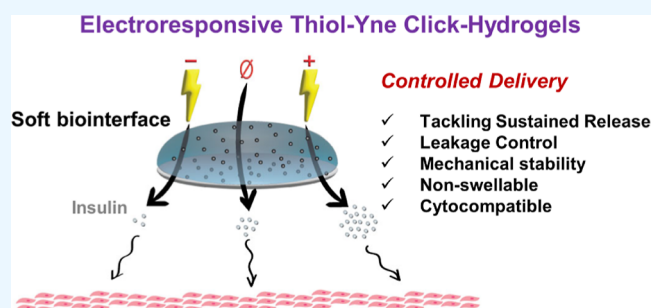 Electroresponsive Thiol-Yne Click-Hydrogels
− Ø +
Controlled Delivery
Soft biointerface
✓ Tackling Sustained Release
✓ Leakage Control
✓ Mechanical stability
✓ Non-swellable
✓ Cytocompatible
Insulin